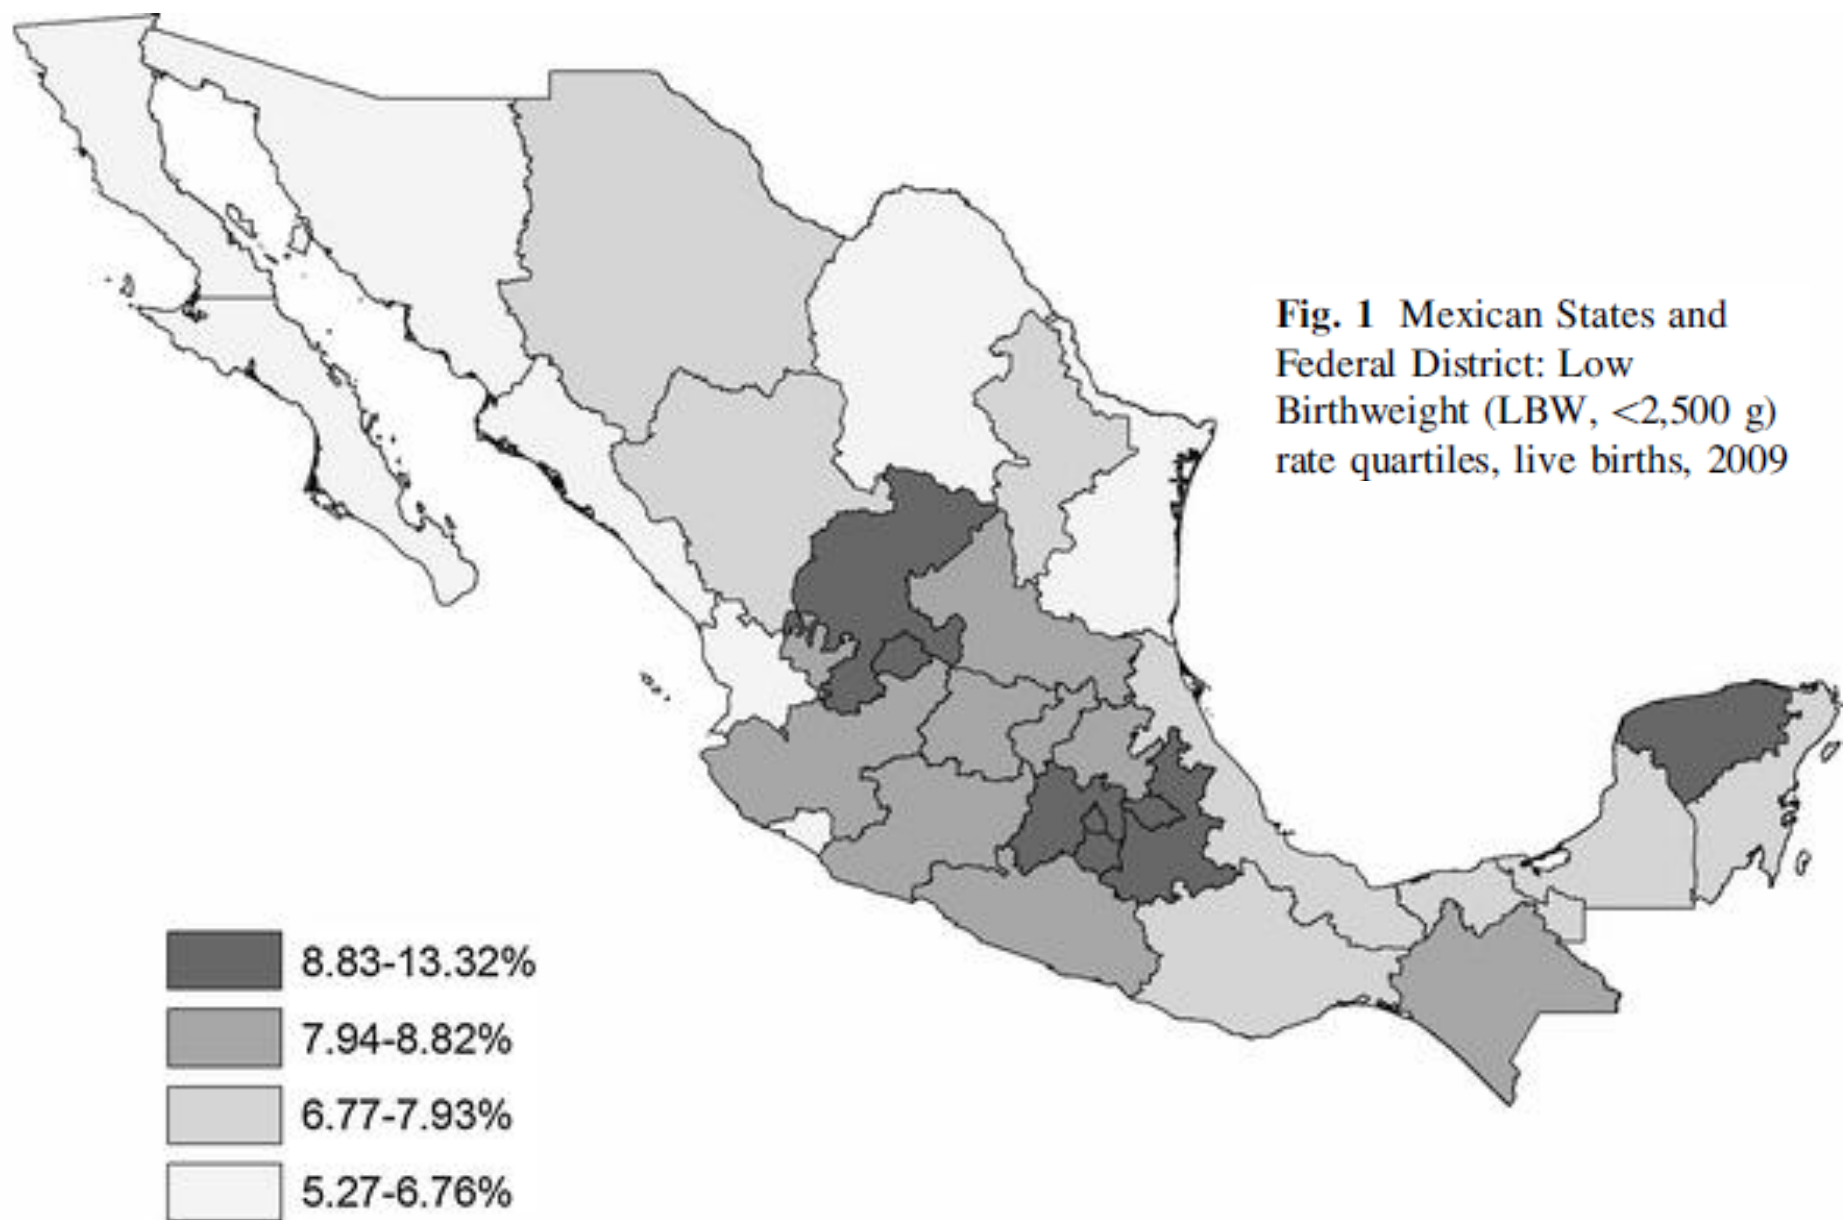 Fig. 1 Mexican States and
Federal District: Low
Birthweight (LBW, <2,500 g)
rate quartiles, live births, 2009
8.83-13.32%
7.94-8.82%
6.77-7.93%
5.27-6.76%